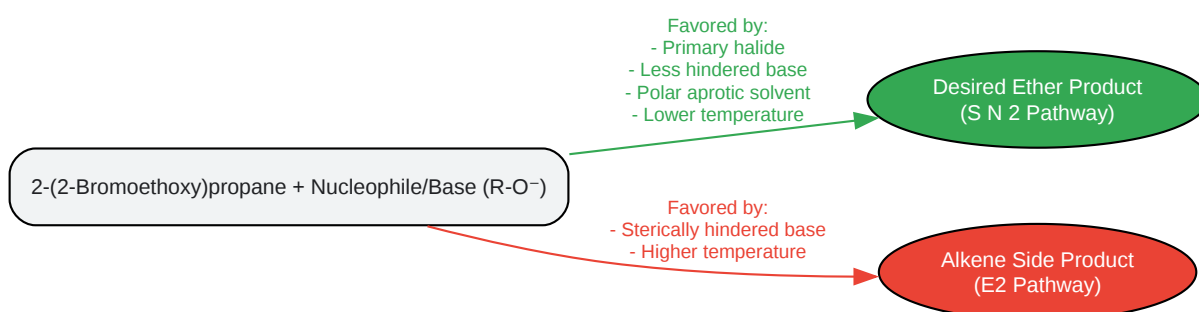 Favored by:
- Primary halide
- Less hindered base
- Polar aprotic solvent
- Lower temperature
Desired Ether Product
(S N 2 Pathway)
2-(2-Bromoethoxy)propane + Nucleophile/Base (R-O⁻)
Favored by:
- Sterically hindered base
- Higher temperature
Alkene Side Product
(E2 Pathway)